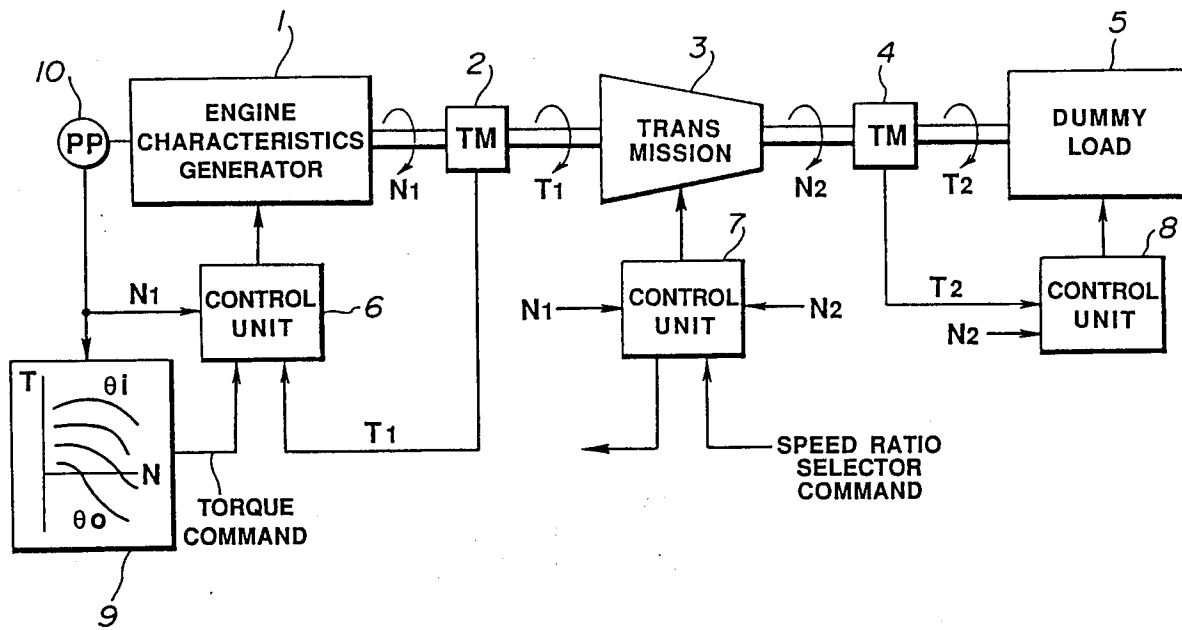 1
10
2
3
4
5
PP
ENGINE
CHARACTERISTICS
GENERATOR
TM
TRANS
MISSION
TM
DUMMY
LOAD
N1
T1
N2
T2
7
8
N1
CONTROL
UNIT
6
N1
CONTROL
UNIT
N2
T2
N2
CONTROL
UNIT
T
θi
N
θo
T1
TORQUE
COMMAND
SPEED RATIO
SELECTOR
COMMAND
9